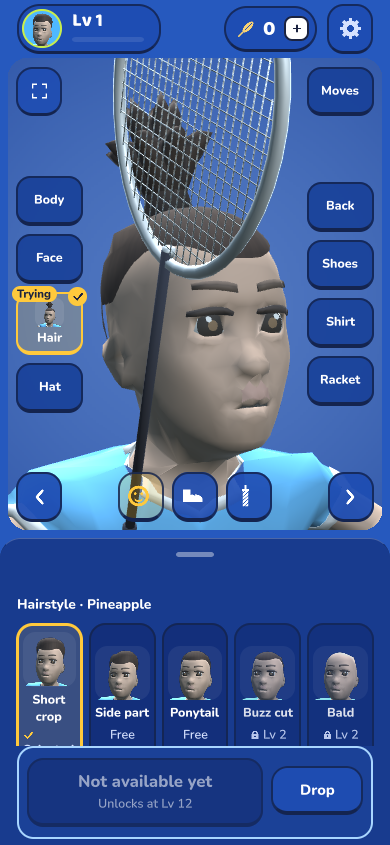 Lv 1
0
+
Moves
Body
Back
Face
Shoes
Trying
Hair
Shirt
Hat
Racket
Hairstyle · Pineapple
Short
crop
Side part
Free
Ponytail
Free
Buzz cut
Lv 2
Bald
Lv 2
Not available yet
Unlocks at Lv 12
Drop